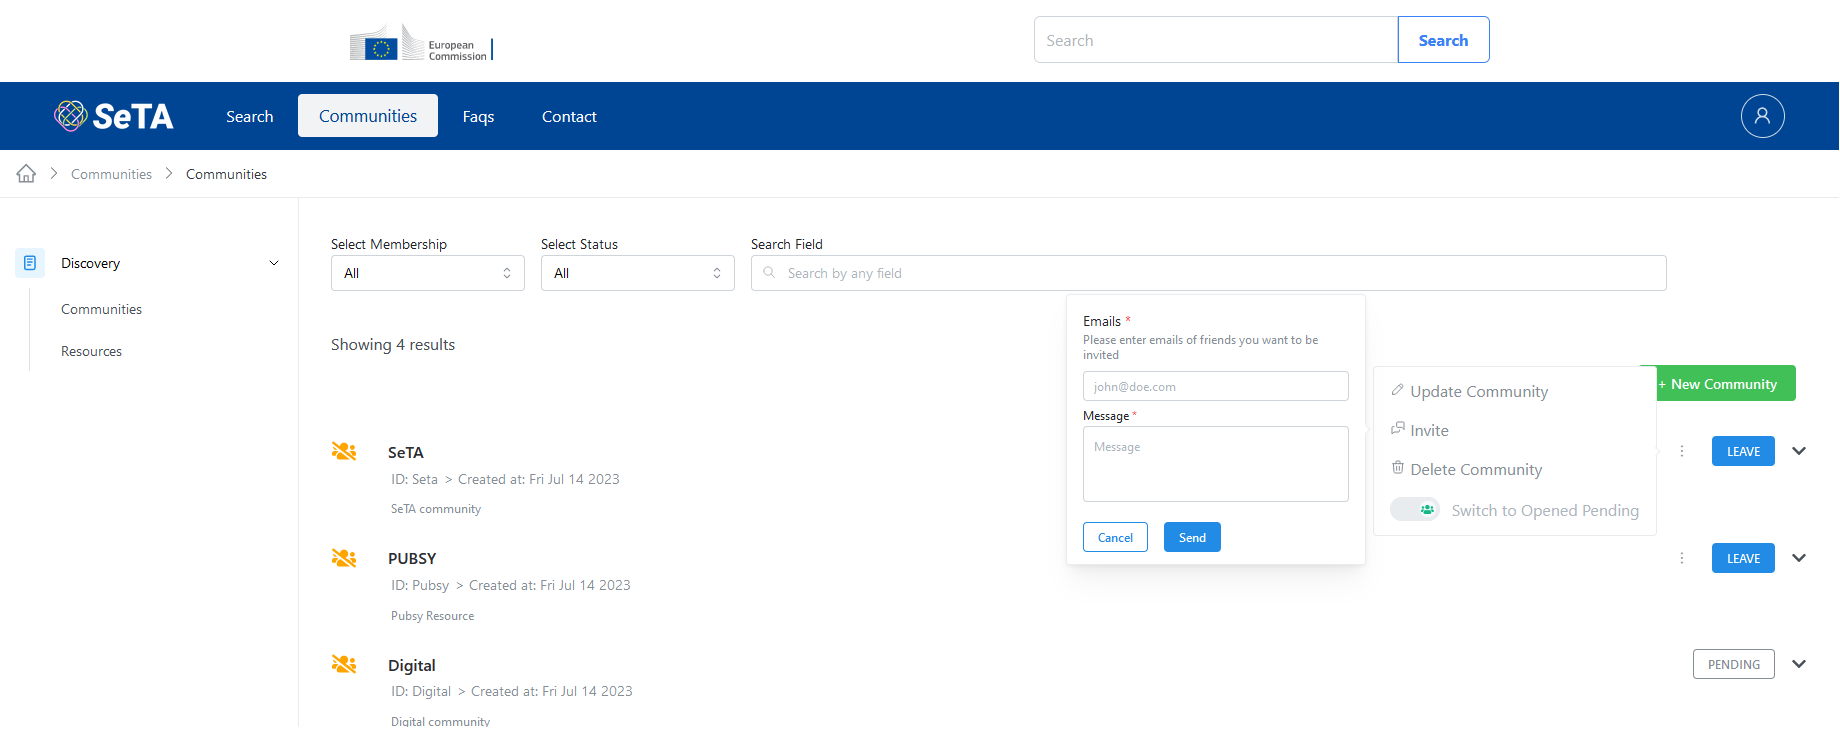 European
Commission
Search
Search
SeTA
Search
Communities
Faqs
Contact
Communities
Communities
Discovery
Communities
Resources
Select Membership
All
Select Status
All
Search Field
Search by any field
Showing 4 results
Emails *
Please enter emails of friends you want to be
invited
john@doe.com
Message *
Message
Cancel
Send
Update Community
Invite
Delete Community
Switch to Opened Pending
+ New Community
SeTA
ID: Seta > Created at: Fri Jul 14 2023
SeTA community
LEAVE
PUBSY
ID: Pubsy > Created at: Fri Jul 14 2023
Pubsy Resource
LEAVE
Digital
ID: Digital > Created at: Fri Jul 14 2023
Digital community
PENDING